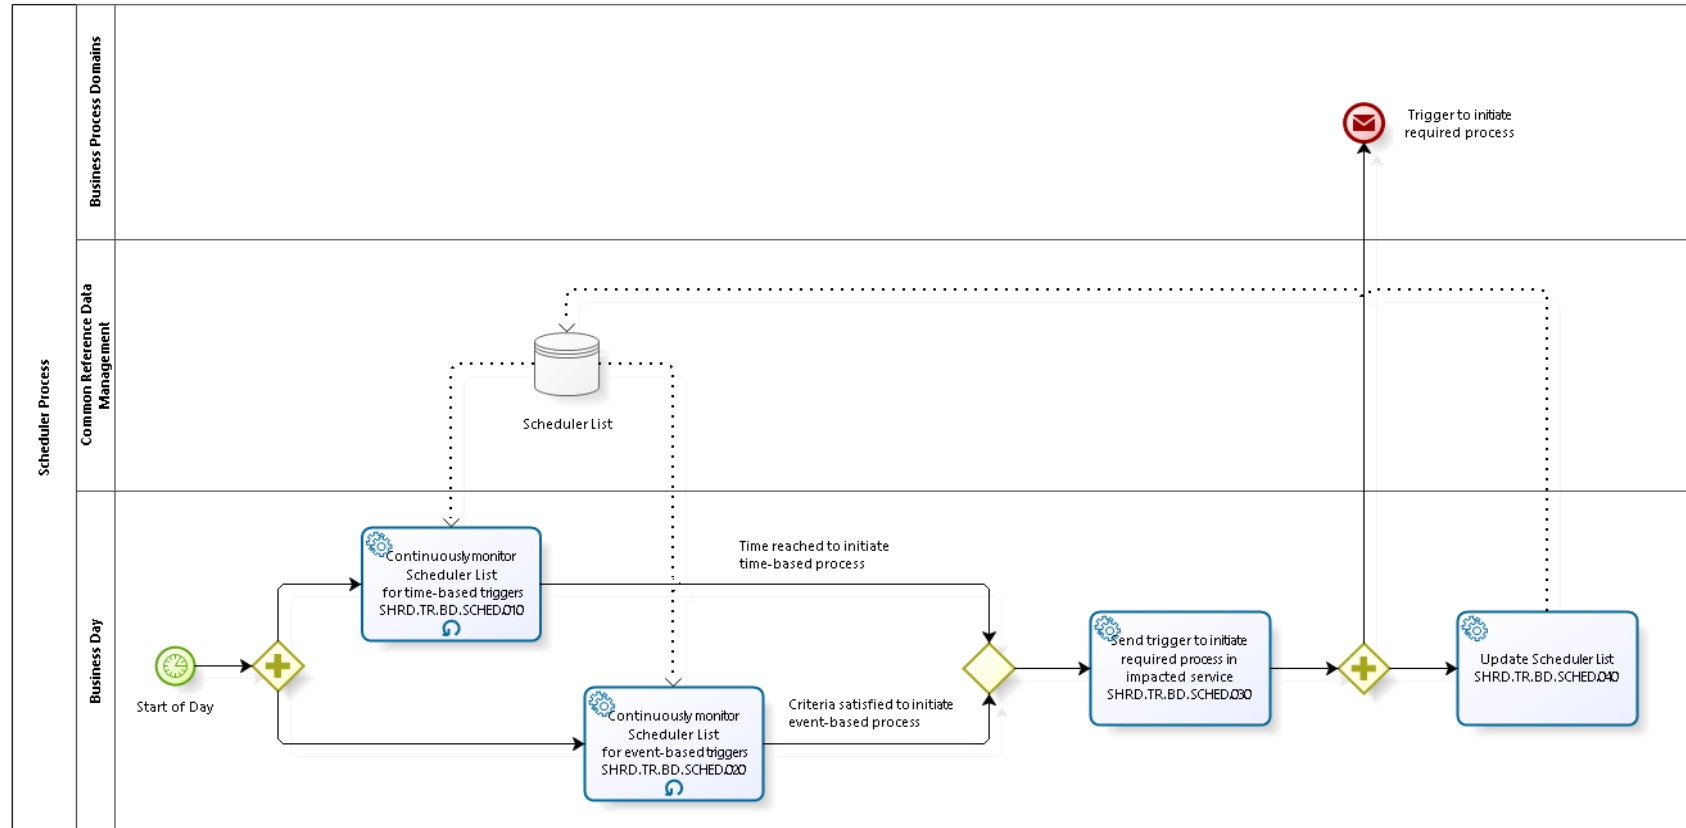 Scheduler Process
Business Process Domains
Trigger to initiate
required process
Common Reference Data
Management
Scheduler List
Business Day
Start of Day
Continuously monitor
Scheduler List
for time-based triggers
SHRD.TR.BD.SCHED.010
Time reached to initiate
time-based process
Continuously monitor
Scheduler List
for event-based triggers
SHRD.TR.BD.SCHED.020
Criteria satisfied to initiate
event-based process
Send trigger to initiate
required process in
impacted service
SHRD.TR.BD.SCHED.030
Update Scheduler List
SHRD.TR.BD.SCHED.040